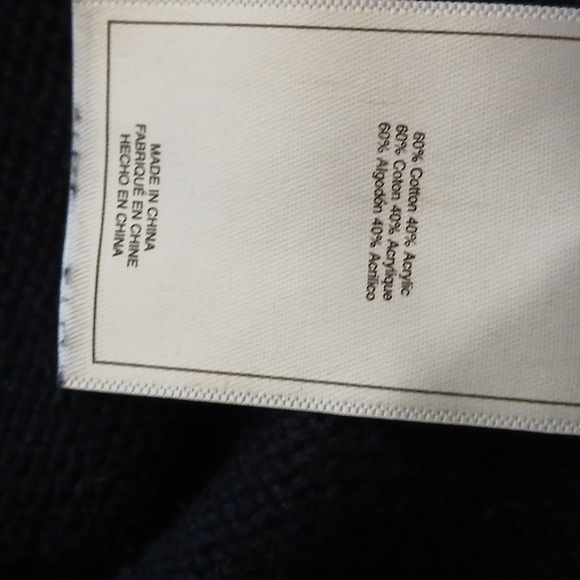 60% Cotton 40% Acrylic
60% Coton 40% Acrylique
60% Algodón 40% Acrílico
MADE IN CHINA
FABRIQUÉ EN CHINE
HECHO EN CHINA